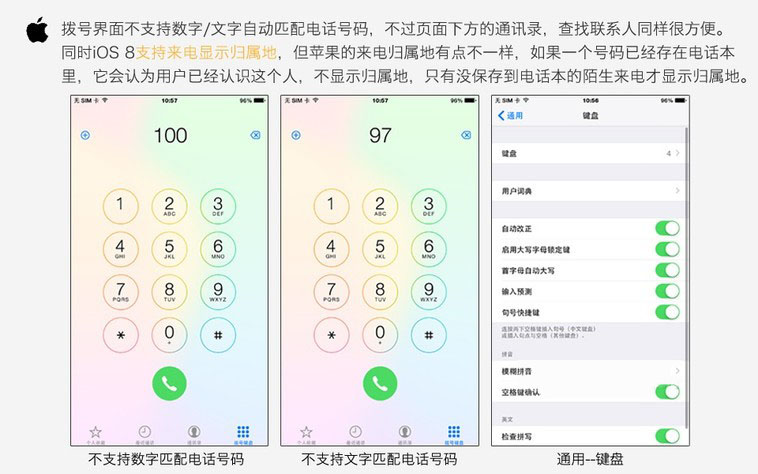 拨号界面不支持数字/文字自动匹配电话号码，不过页面下方的通讯录，查找联系人同样很方便。
同时iOS 8支持来电显示归属地，但苹果的来电归属地有点不一样，如果一个号码已经存在电话本
里，它会认为用户已经认识这个人，不显示归属地，只有没保存到电话本的陌生来电才显示归属地。
无 SIM 卡 10:57 96%
100
1 2 ABC 3 DEF
4 GHI 5 JKL 6 MNO
7 PQRS 8 TUV 9 WXYZ
* 0 + #
个人收藏 最近通话 通讯录 拨号键盘
不支持数字匹配电话号码
无 SIM 卡 10:57 96%
97
1 2 ABC 3 DEF
4 GHI 5 JKL 6 MNO
7 PQRS 8 TUV 9 WXYZ
* 0 + #
个人收藏 最近通话 通讯录 拨号键盘
不支持文字匹配电话号码
无 SIM 卡 10:56 96%
通用 键盘
键盘 4
用户词典
自动改正
启用大写字母锁定键
首字母自动大写
输入预测
句号快捷键
连按两下空格键插入句号（中文键盘）
或插入句点与空格（其他键盘）。
拼音
模糊拼音
空格键确认
英文
检查拼写
通用--键盘